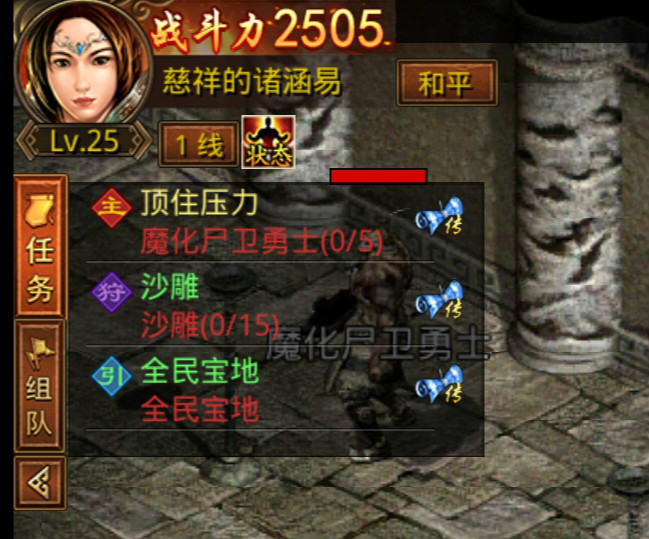 战斗力2505
慈祥的诸涵易
和平
Lv.25
1 线
状态
任务
主
顶住压力
魔化尸卫勇士(0/5)
传
狩
沙雕
沙雕(0/15)
传
魔化尸卫勇士
引
全民宝地
全民宝地
传
组队